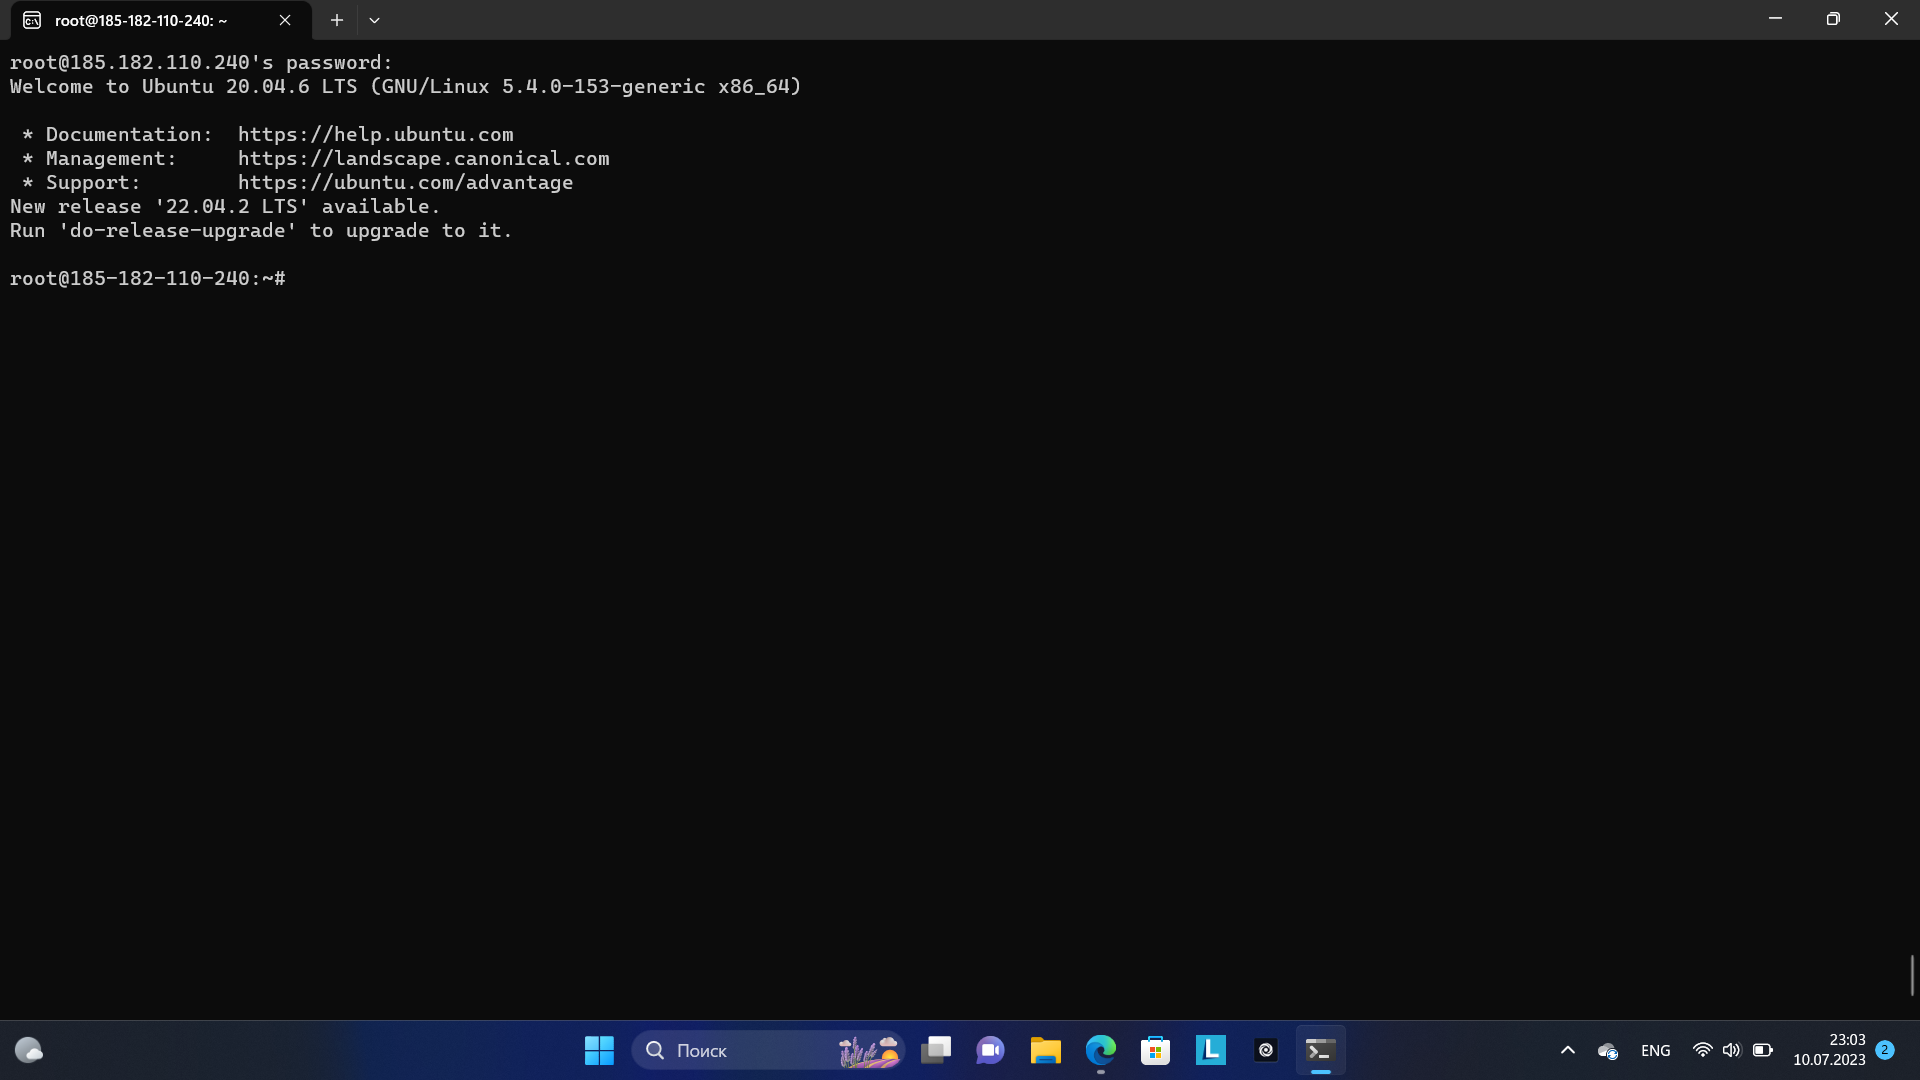 root@185-182-110-240: ~
root@185.182.110.240's password:
Welcome to Ubuntu 20.04.6 LTS (GNU/Linux 5.4.0-153-generic x86_64)
* Documentation: https://help.ubuntu.com
* Management: https://landscape.canonical.com
* Support: https://ubuntu.com/advantage
New release '22.04.2 LTS' available.
Run 'do-release-upgrade' to upgrade to it.
root@185-182-110-240:~#
Поиск
L
ENG
23:03
10.07.2023
2